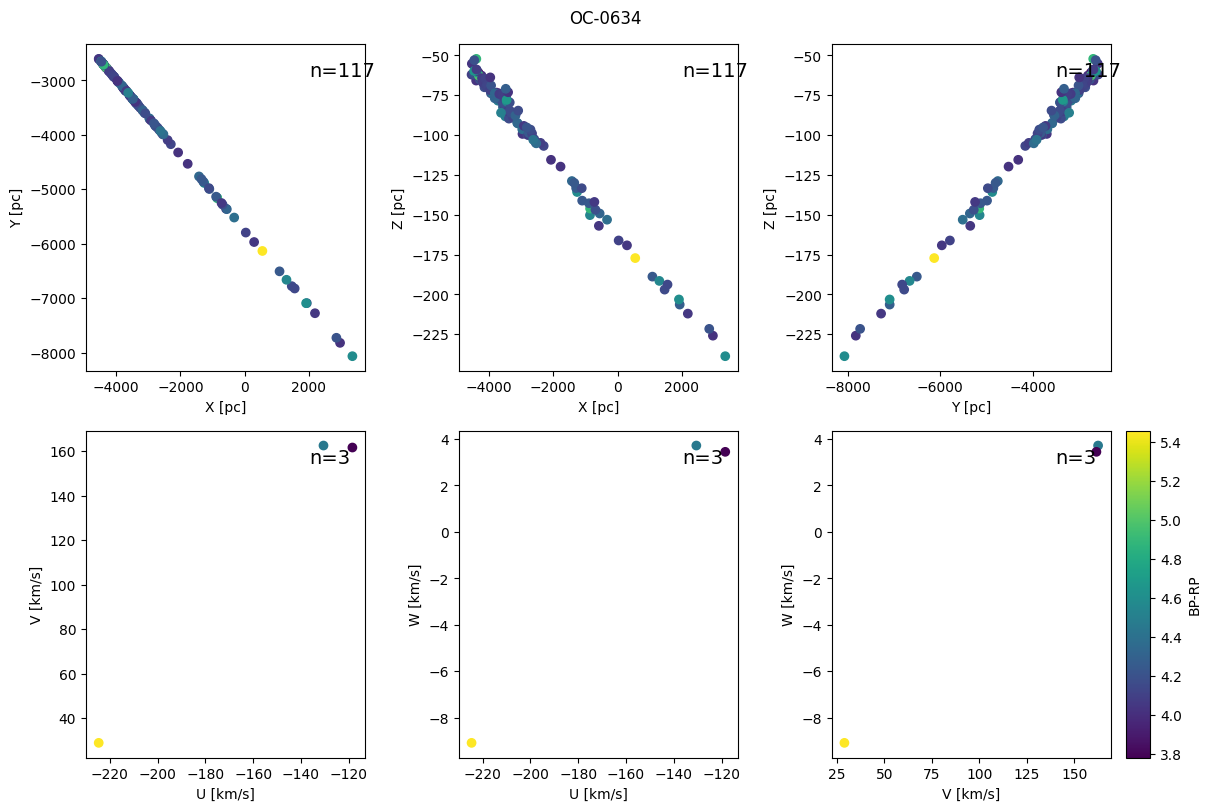 OC-0634
n=117
n=117
n=117
−3000
−4000
−5000
−6000
−7000
−8000
Y [pc]
−4000 −2000 0 2000
X [pc]
−50
−75
−100
−125
−150
−175
−200
−225
Z [pc]
−4000 −2000 0 2000
X [pc]
−50
−75
−100
−125
−150
−175
−200
−225
Z [pc]
−8000 −6000 −4000
Y [pc]
n=3
n=3
n=3
160
140
120
100
80
60
40
V [km/s]
−220 −200 −180 −160 −140 −120
U [km/s]
4
2
0
−2
−4
−6
−8
W [km/s]
−220 −200 −180 −160 −140 −120
U [km/s]
4
2
0
−2
−4
−6
−8
W [km/s]
25 50 75 100 125 150
V [km/s]
5.4
5.2
5.0
4.8
4.6
4.4
4.2
4.0
3.8
BP-RP